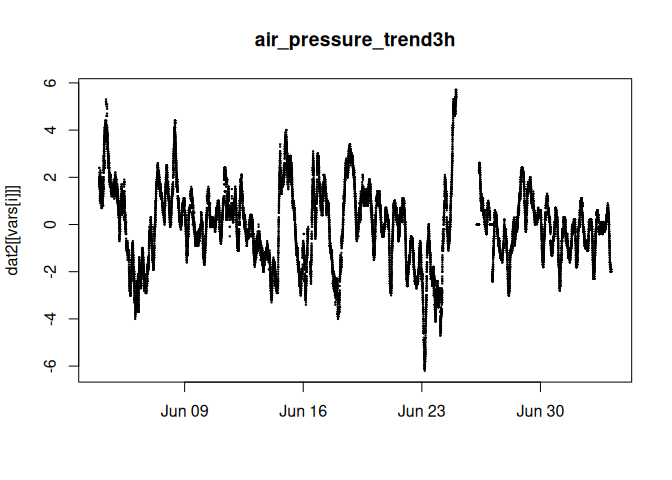 air_pressure_trend3h
dat2[[vars[i]]]
6
4
2
0
-2
-4
-6
Jun 09
Jun 16
Jun 23
Jun 30